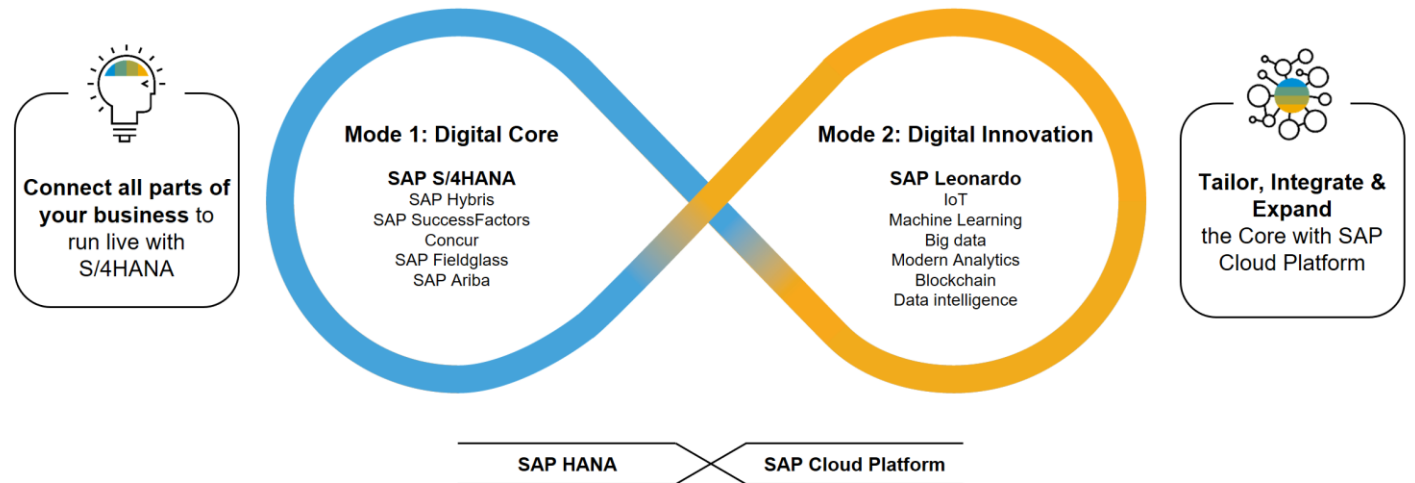 Connect all parts of
your business to
run live with
S/4HANA
Mode 1: Digital Core
SAP S/4HANA
SAP Hybris
SAP SuccessFactors
Concur
SAP Fieldglass
SAP Ariba
Mode 2: Digital Innovation
SAP Leonardo
IoT
Machine Learning
Big data
Modern Analytics
Blockchain
Data intelligence
Tailor, Integrate &
Expand
the Core with SAP
Cloud Platform
SAP HANA
SAP Cloud Platform